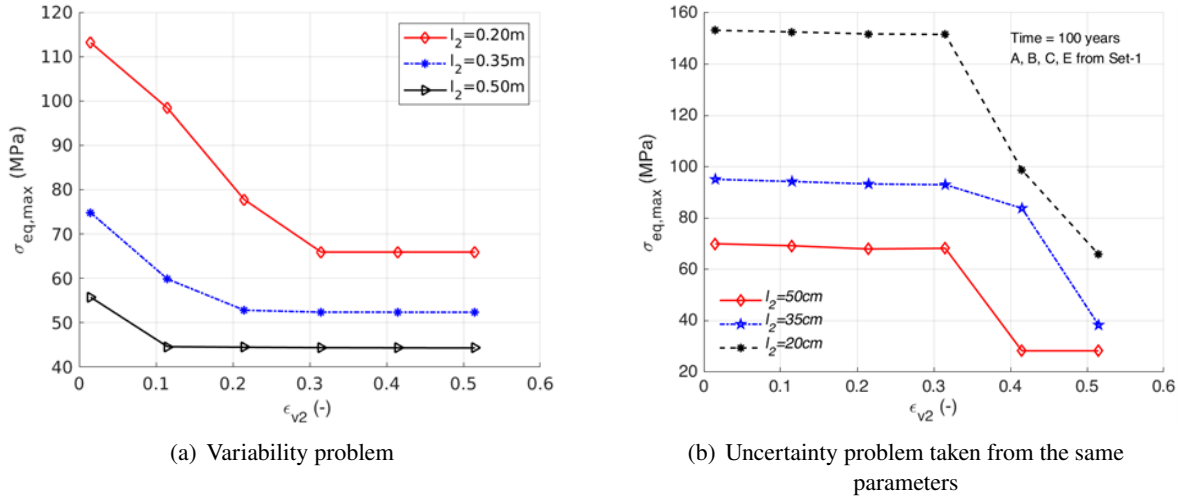 120
110
100
90
80
70
60
50
40
0
0.1
0.2
0.3
0.4
0.5
0.6
σeq,max (MPa)
ϵv2 (-)
l2=0.20m
l2=0.35m
l2=0.50m
(a) Variability problem
160
140
120
100
80
60
40
20
0
0.1
0.2
0.3
0.4
0.5
0.6
σeq,max (MPa)
ϵv2 (-)
Time = 100 years
A, B, C, E from Set-1
l2=50cm
l2=35cm
l2=20cm
(b) Uncertainty problem taken from the same
parameters